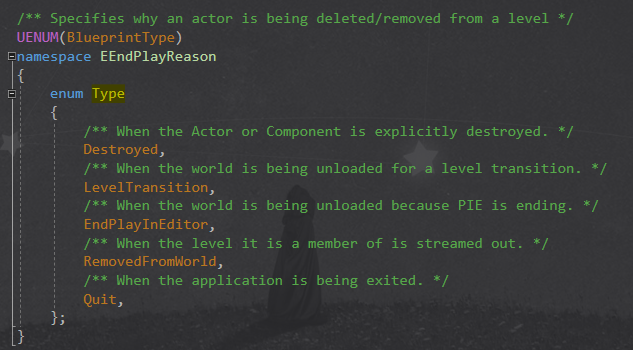 /** Specifies why an actor is being deleted/removed from a level */
UENUM(BlueprintType)
namespace EEndPlayReason
{
    enum Type
    {
        /** When the Actor or Component is explicitly destroyed. */
        Destroyed,
        /** When the world is being unloaded for a level transition. */
        LevelTransition,
        /** When the world is being unloaded because PIE is ending. */
        EndPlayInEditor,
        /** When the level it is a member of is streamed out. */
        RemovedFromWorld,
        /** When the application is being exited. */
        Quit,
    };
}